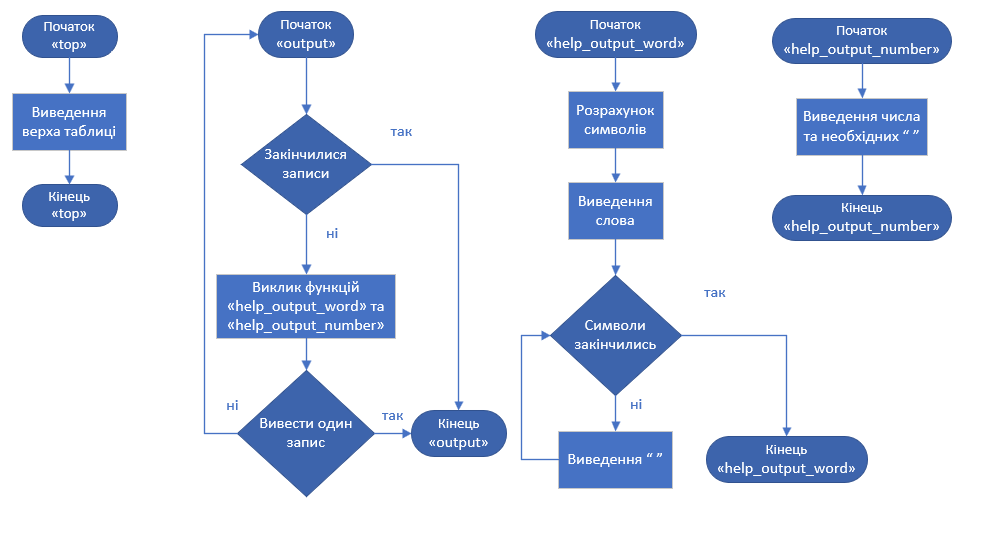 Початок
«top»
Виведення
верха таблиці
Кінець
«top»
Початок
«output»
Закінчилися
записи
так
ні
Виклик функцій
«help_output_word» та
«help_output_number»
Вивести один
запис
ні
так
Кінець
«output»
Початок
«help_output_word»
Розрахунок
символів
Виведення
слова
Символи
закінчились
так
ні
Виведення “ ”
Кінець
«help_output_word»
Початок
«help_output_number»
Виведення числа
та необхідних “ ”
Кінець
«help_output_number»